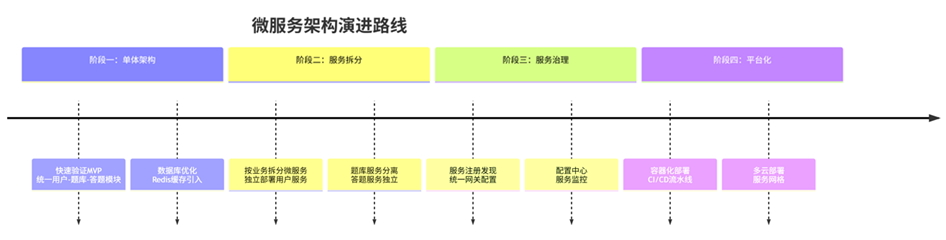 微服务架构演进路线
阶段一：单体架构
阶段二：服务拆分
阶段三：服务治理
阶段四：平台化
快速验证MVP
统一用户-题库-答题模块
数据库优化
Redis缓存引入
按业务拆分微服务
独立部署用户服务
题库服务分离
答题服务独立
服务注册发现
统一网关配置
配置中心
服务监控
容器化部署
CI/CD流水线
多云部署
服务网格